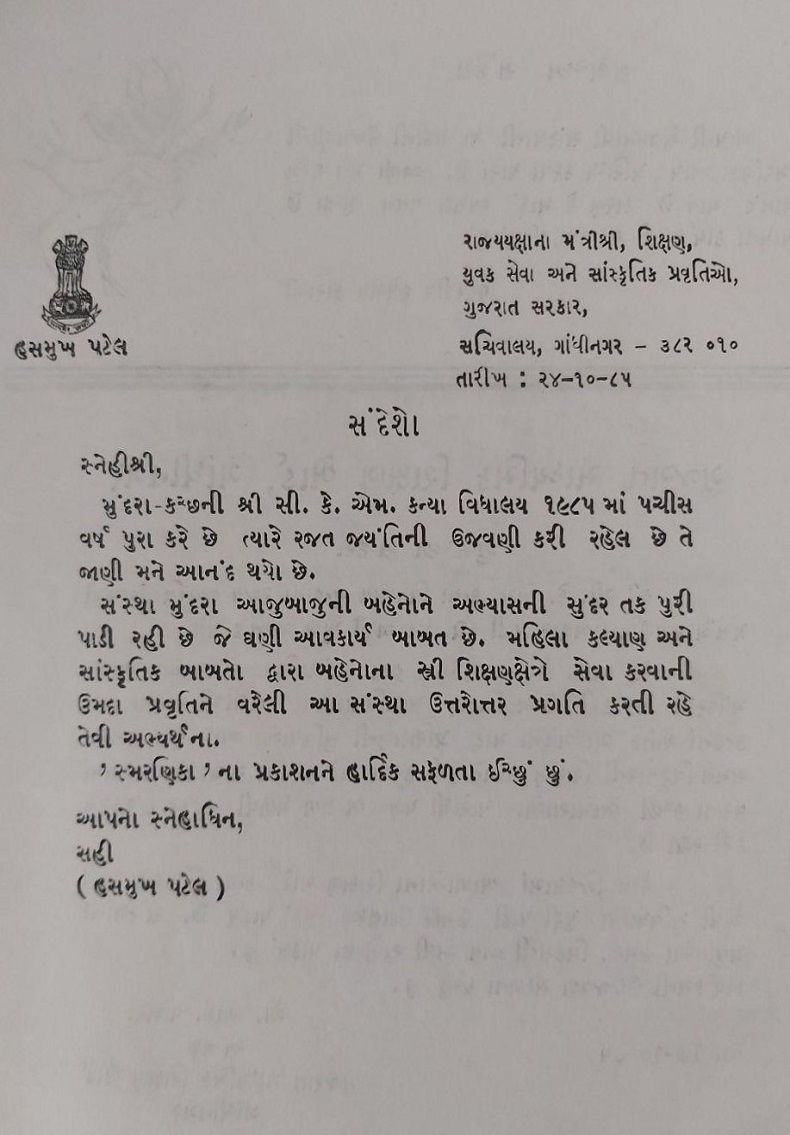 રાજ્યયક્ષાના મંત્રીશ્રી, શિક્ષણ,
યુવક સેવા અને સાંસ્કૃતિક પ્રવૃતિઓ,
ગુજરાત સરકાર,
હસમુખ પટેલ
સચિવાલય, ગાંધીનગર - ૩૮૨ ૦૧૦
તારીખ : ૨૪-૧૦-૮૫
સંદેશો
સ્નેહીશ્રી,
મુંદરા-કચ્છની શ્રી સી. કે. એમ. કન્યા વિધાલય ૧૯૮૫ માં પચીસ
વર્ષ પુરા કરે છે ત્યારે રજત જયંતિની ઉજવણી કરી રહેલ છે તે
જાણી મને આનંદ થયો છે.
સંસ્થા મુંદરા આજુબાજુની બહેનોને અભ્યાસની સુંદર તક પુરી
પાડી રહી છે જે ઘણી આવકાર્ય બાબત છે. મહિલા કલ્યાણ અને
સાંસ્કૃતિક બાબતો દ્વારા બહેનોના સ્ત્રી શિક્ષણક્ષેત્રે સેવા કરવાની
ઉમદા પ્રવૃતિને વરેલી આ સંસ્થા ઉત્તરોત્તર પ્રગતિ કરતી રહે
તેવી અભ્યર્થના.
'સ્મરણિકા'ના પ્રકાશનને હાર્દિક સફળતા ઈચ્છું છું.
આપનો સ્નેહાધિન,
સહી
( હસમુખ પટેલ )